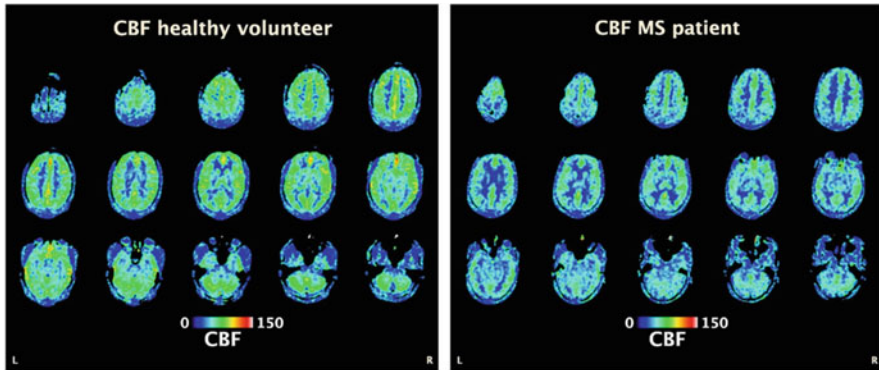 CBF healthy volunteer
0 150
CBF
L R
CBF MS patient
0 150
CBF
L R